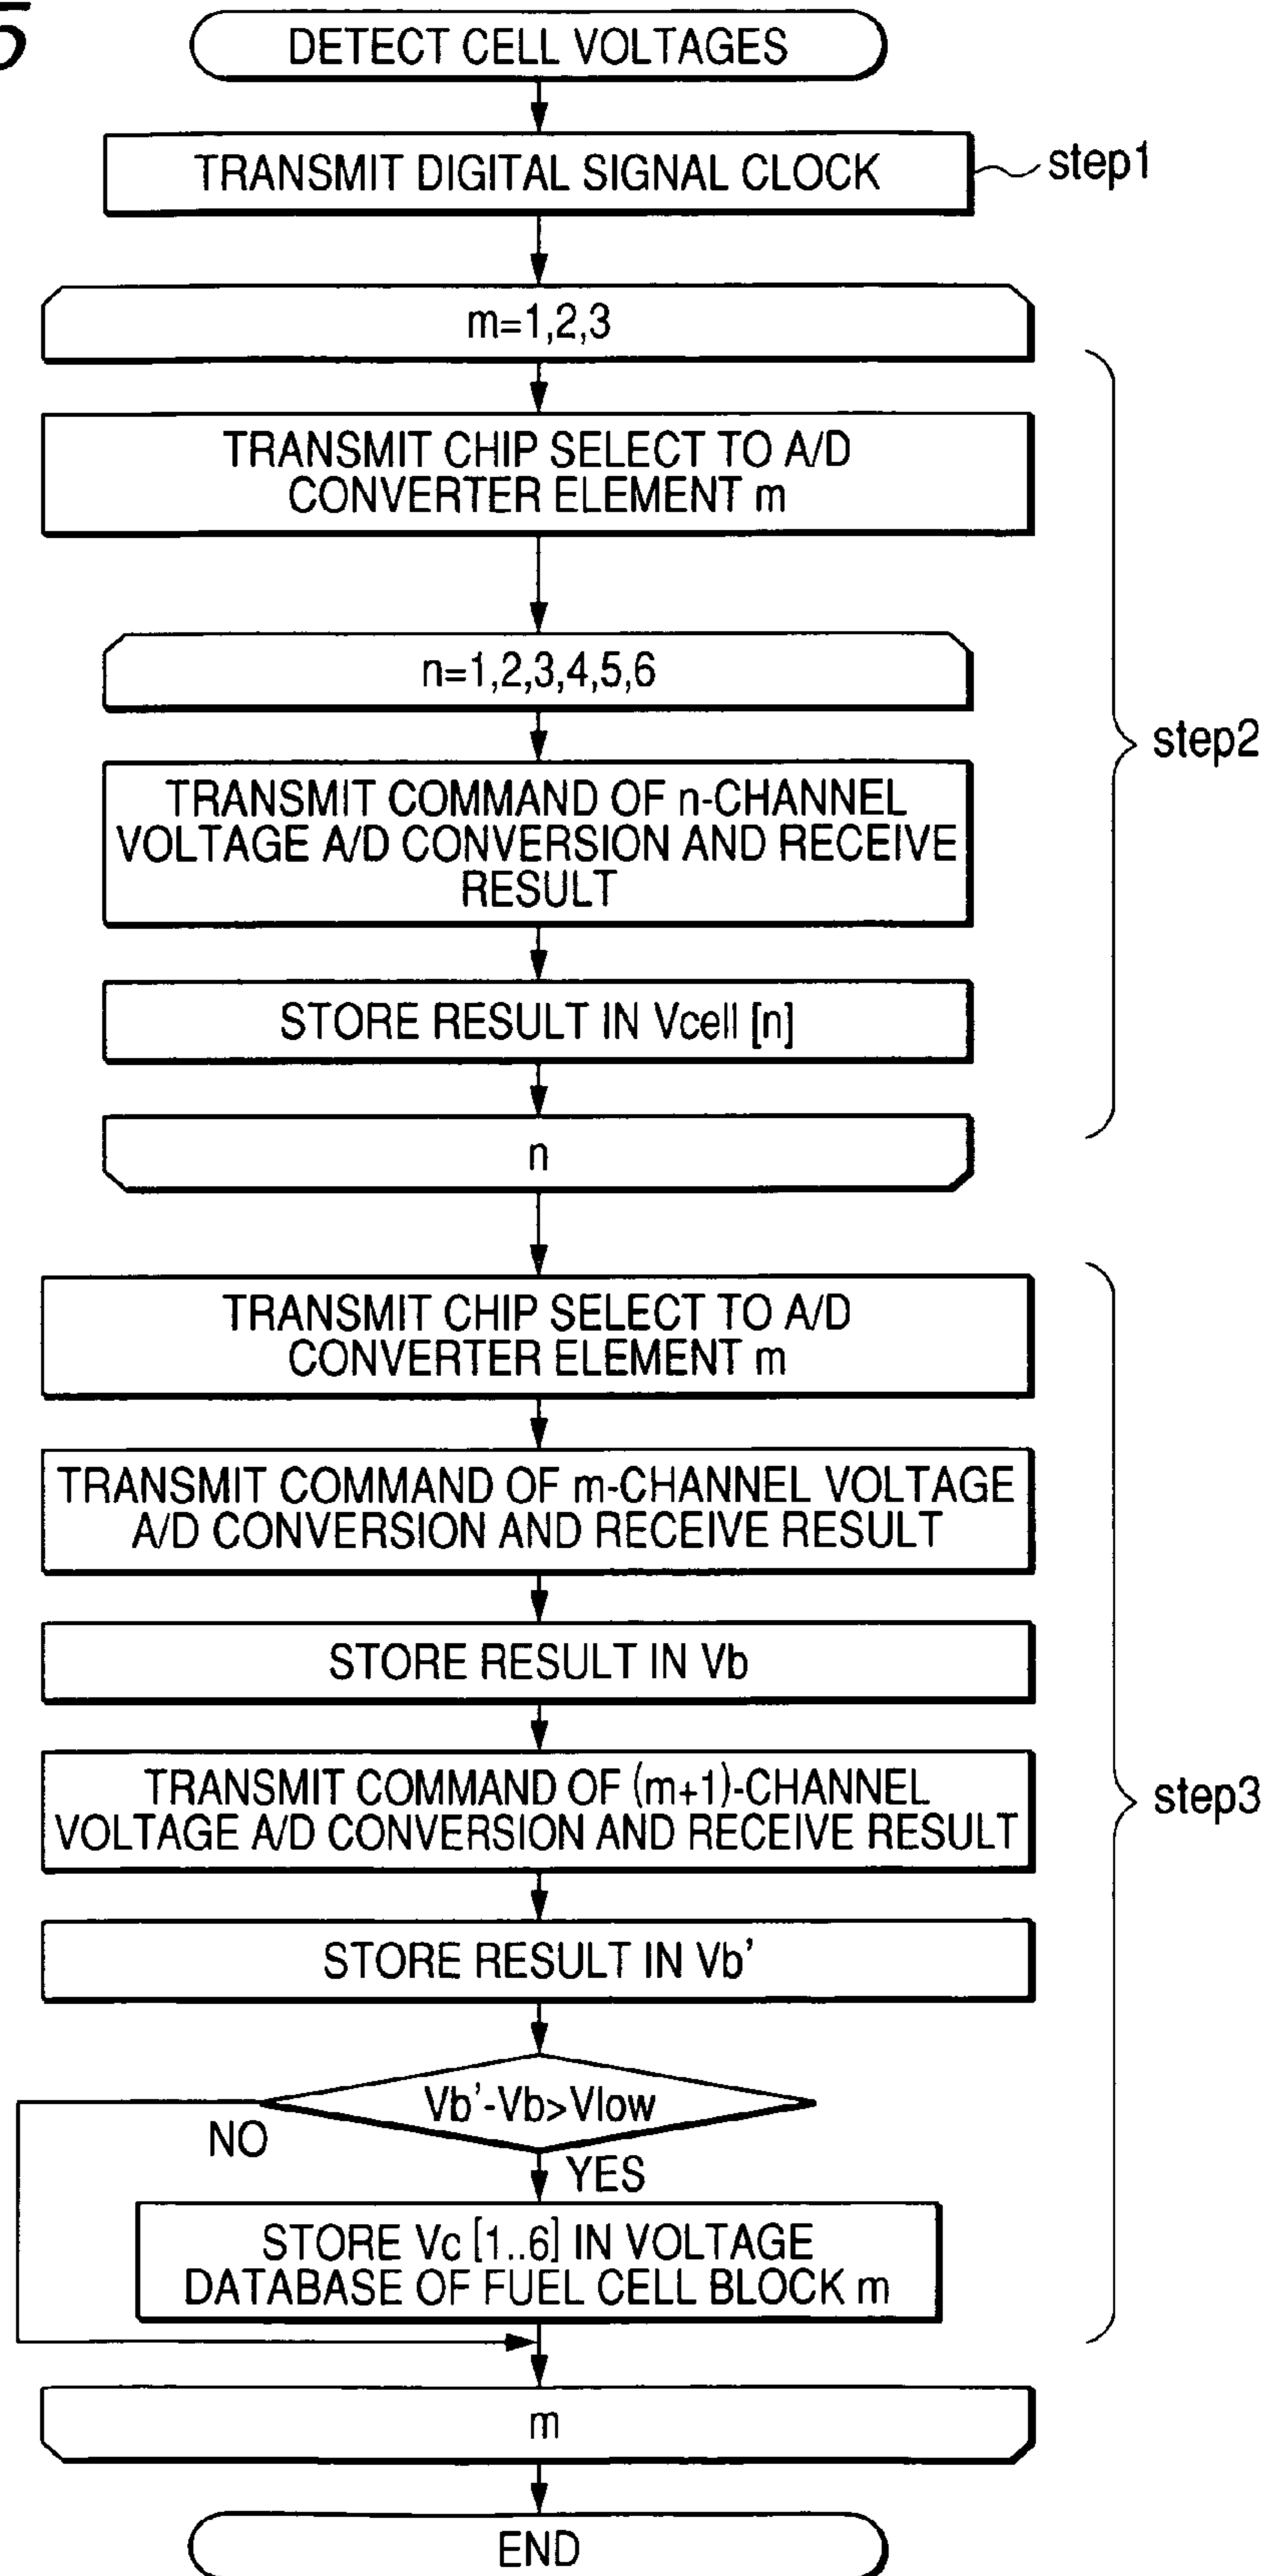 5
DETECT CELL VOLTAGES
TRANSMIT DIGITAL SIGNAL CLOCK
step1
m=1,2,3
TRANSMIT CHIP SELECT TO A/D
CONVERTER ELEMENT m
n=1,2,3,4,5,6
step2
TRANSMIT COMMAND OF n-CHANNEL
VOLTAGE A/D CONVERSION AND RECEIVE
RESULT
STORE RESULT IN Vcell [n]
n
TRANSMIT CHIP SELECT TO A/D
CONVERTER ELEMENT m
TRANSMIT COMMAND OF m-CHANNEL VOLTAGE
A/D CONVERSION AND RECEIVE RESULT
STORE RESULT IN Vb
TRANSMIT COMMAND OF (m+1)-CHANNEL
VOLTAGE A/D CONVERSION AND RECEIVE RESULT
step3
STORE RESULT IN Vb'
Vb'-Vb>Vlow
NO
YES
STORE Vc [1..6] IN VOLTAGE
DATABASE OF FUEL CELL BLOCK m
m
END